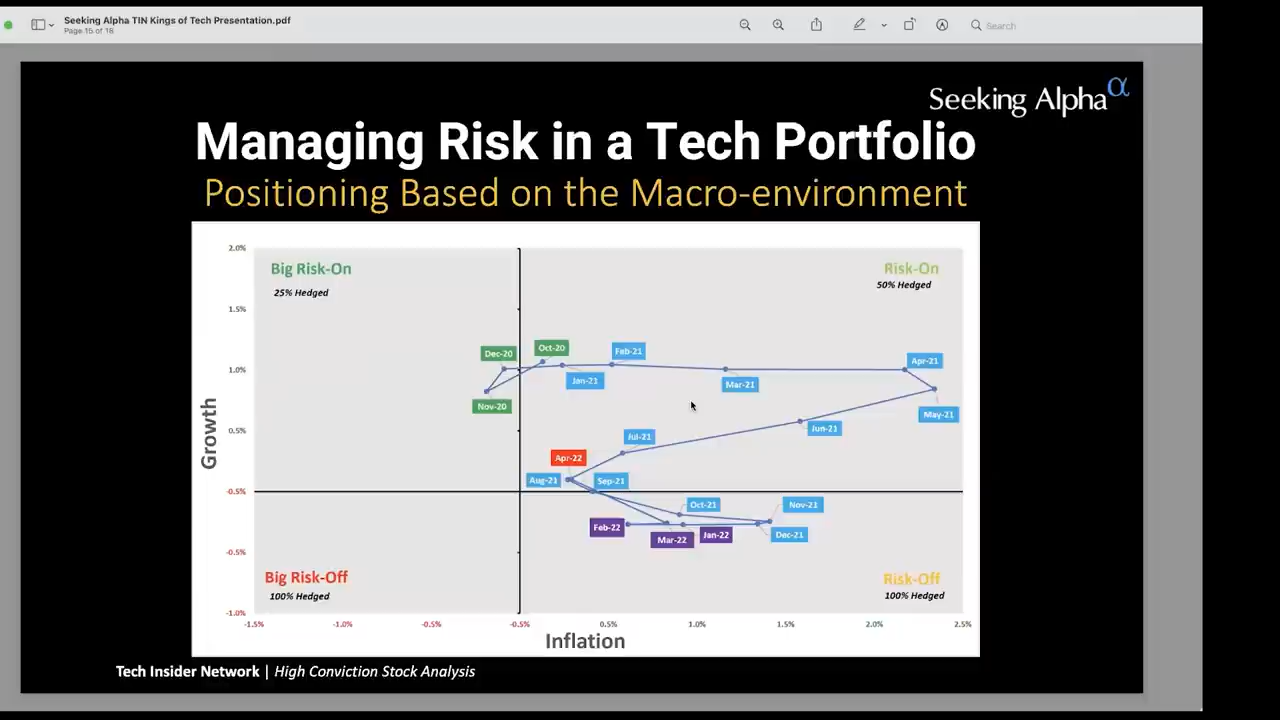 Seeking Alpha TIN Kings of Tech Presentation.pdf
Page 15 of 18
Search
Seeking Alpha α
Managing Risk in a Tech Portfolio
Positioning Based on the Macro-environment
2.0%
Big Risk-On
Risk-On
25% Hedged
50% Hedged
1.5%
Dec-20
Oct-20
Feb-21
Apr-21
1.0%
Jan-21
Mar-21
Nov-20
May-21
Growth
0.5%
Jul-21
Jun-21
Apr-22
Aug-21
Sep-21
-0.5%
Oct-21
Nov-21
Feb-22
Mar-22
Jan-22
Dec-21
-0.5%
Big Risk-Off
Risk-Off
100% Hedged
100% Hedged
-1.0%
-1.5% -1.0% -0.5% -0.5% 0.5% 1.0% 1.5% 2.0% 2.5%
Inflation
Tech Insider Network | High Conviction Stock Analysis